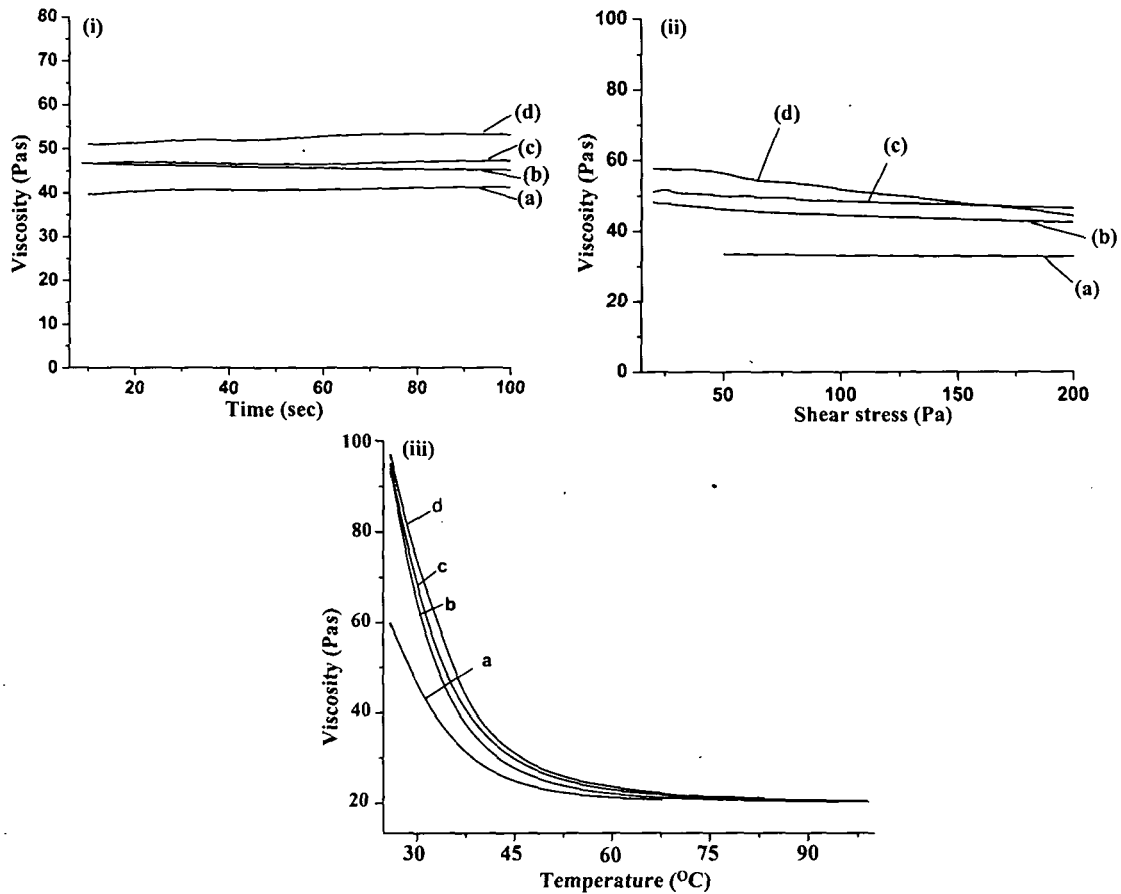 (i)
80
70
60
50
40
30
20
10
0
Viscosity (Pas)
(d)
(c)
(b)
(a)
20
40
60
80
100
Time (sec)
(ii)
100
80
60
40
20
0
Viscosity (Pas)
(d)
(c)
(b)
(a)
50
100
150
200
Shear stress (Pa)
(iii)
100
80
60
40
20
Viscosity (Pas)
d
c
b
a
30
45
60
75
90
Temperature (OC)